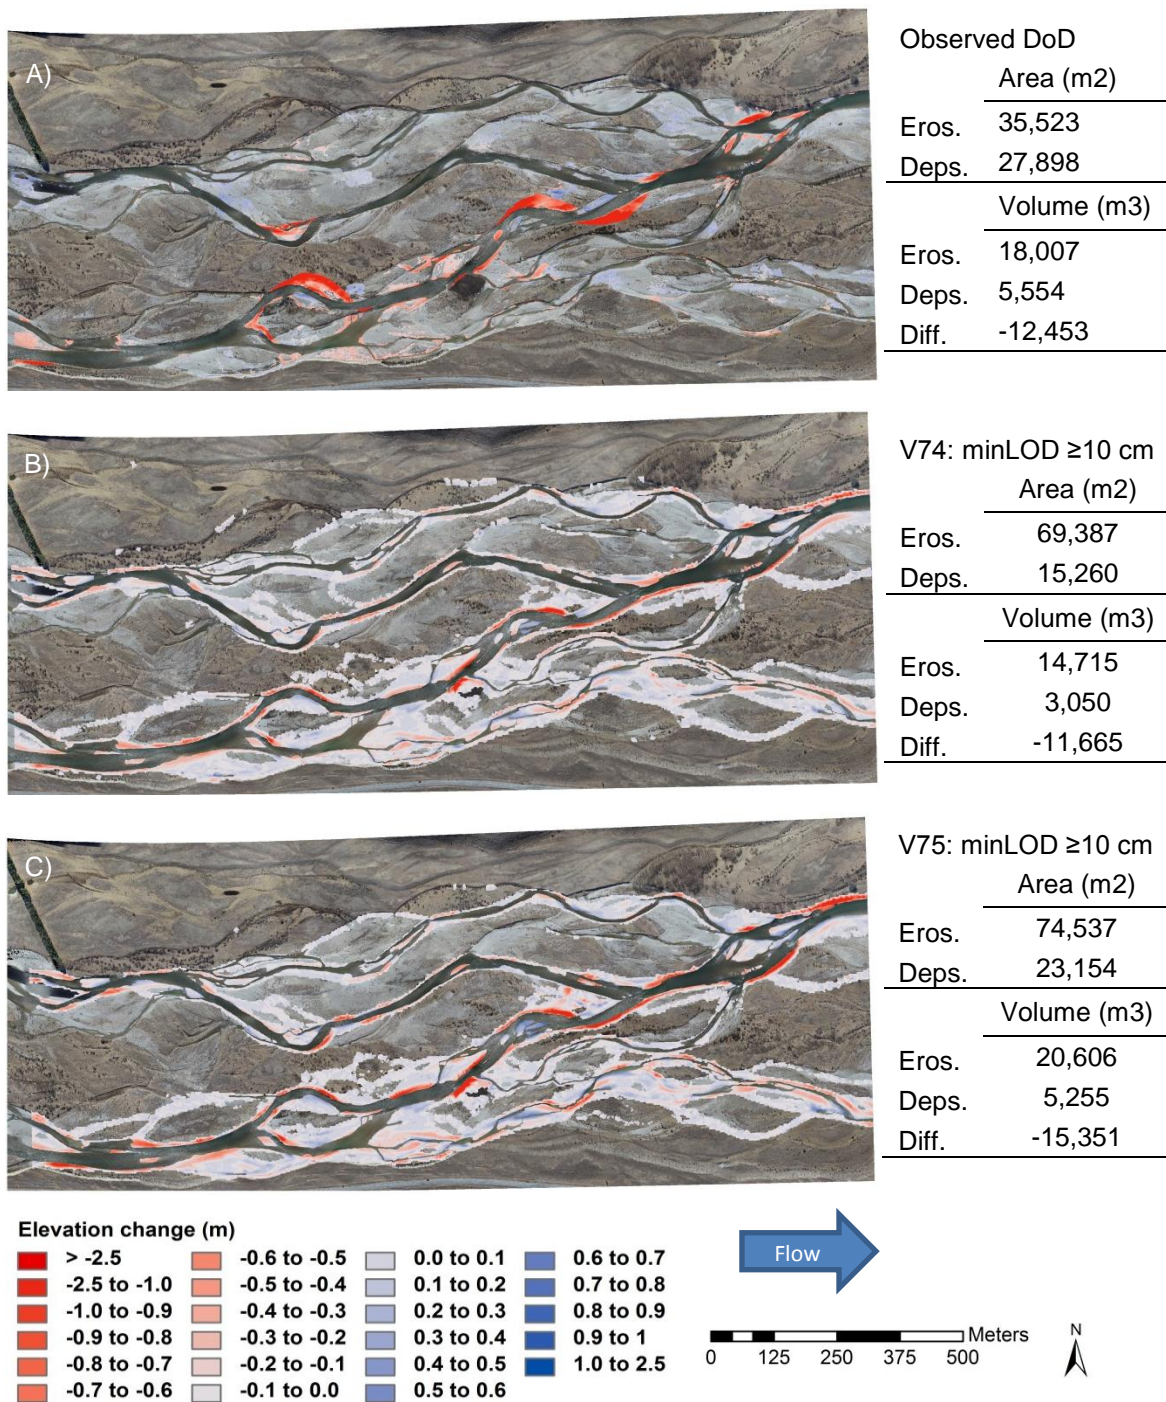 A)
Observed DoD
Area (m2)
Eros. 35,523
Deps. 27,898
Volume (m3)
Eros. 18,007
Deps. 5,554
Diff. -12,453
B)
V74: minLOD ≥10 cm
Area (m2)
Eros. 69,387
Deps. 15,260
Volume (m3)
Eros. 14,715
Deps. 3,050
Diff. -11,665
C)
V75: minLOD ≥10 cm
Area (m2)
Eros. 74,537
Deps. 23,154
Volume (m3)
Eros. 20,606
Deps. 5,255
Diff. -15,351
Elevation change (m)
> -2.5
-2.5 to -1.0
-1.0 to -0.9
-0.9 to -0.8
-0.8 to -0.7
-0.7 to -0.6
-0.6 to -0.5
-0.5 to -0.4
-0.4 to -0.3
-0.3 to -0.2
-0.2 to -0.1
-0.1 to 0.0
0.0 to 0.1
0.1 to 0.2
0.2 to 0.3
0.3 to 0.4
0.4 to 0.5
0.5 to 0.6
0.6 to 0.7
0.7 to 0.8
0.8 to 0.9
0.9 to 1
1.0 to 2.5
Flow
Meters
0 125 250 375 500
N